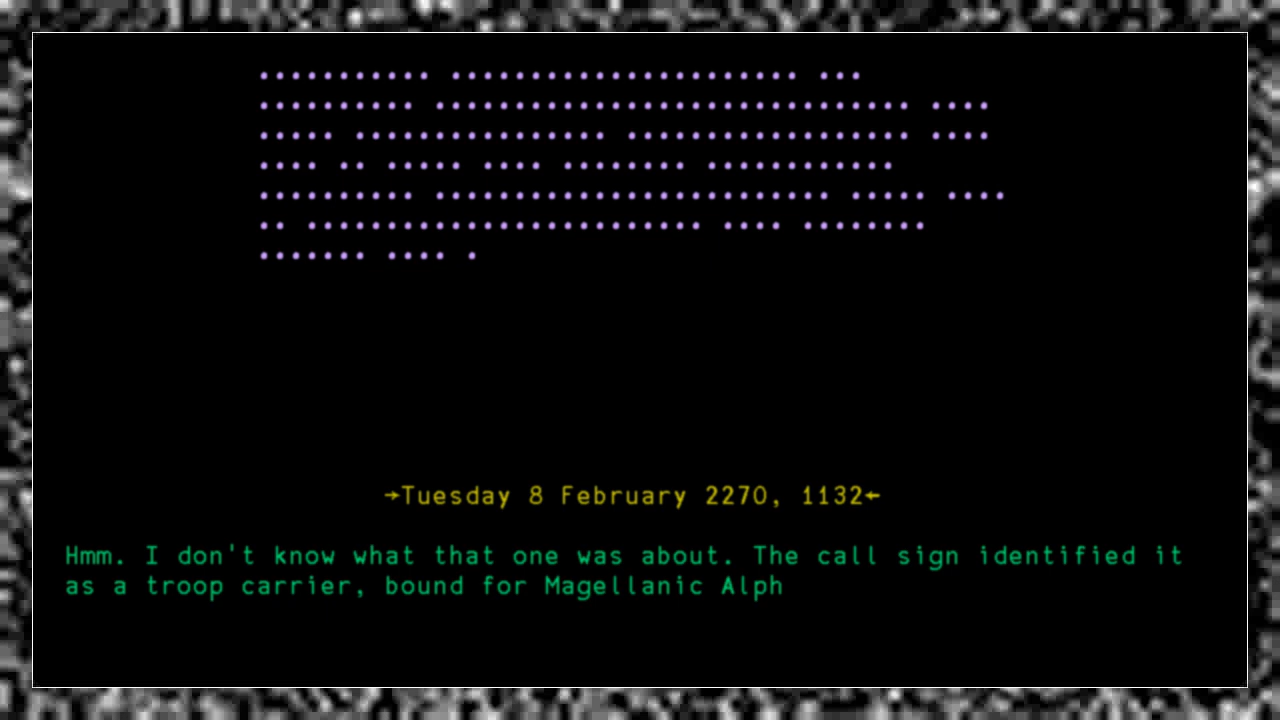 ........... ...................... ...
.......... .............................. ....
..... ................ .................. ....
.... .. ..... .... ........ ............
.......... ......................... ..... ....
.. ......................... .... ........
....... .... .
→Tuesday 8 February 2270, 1132←
Hmm. I don't know what that one was about. The call sign identified it
as a troop carrier, bound for Magellanic Alph